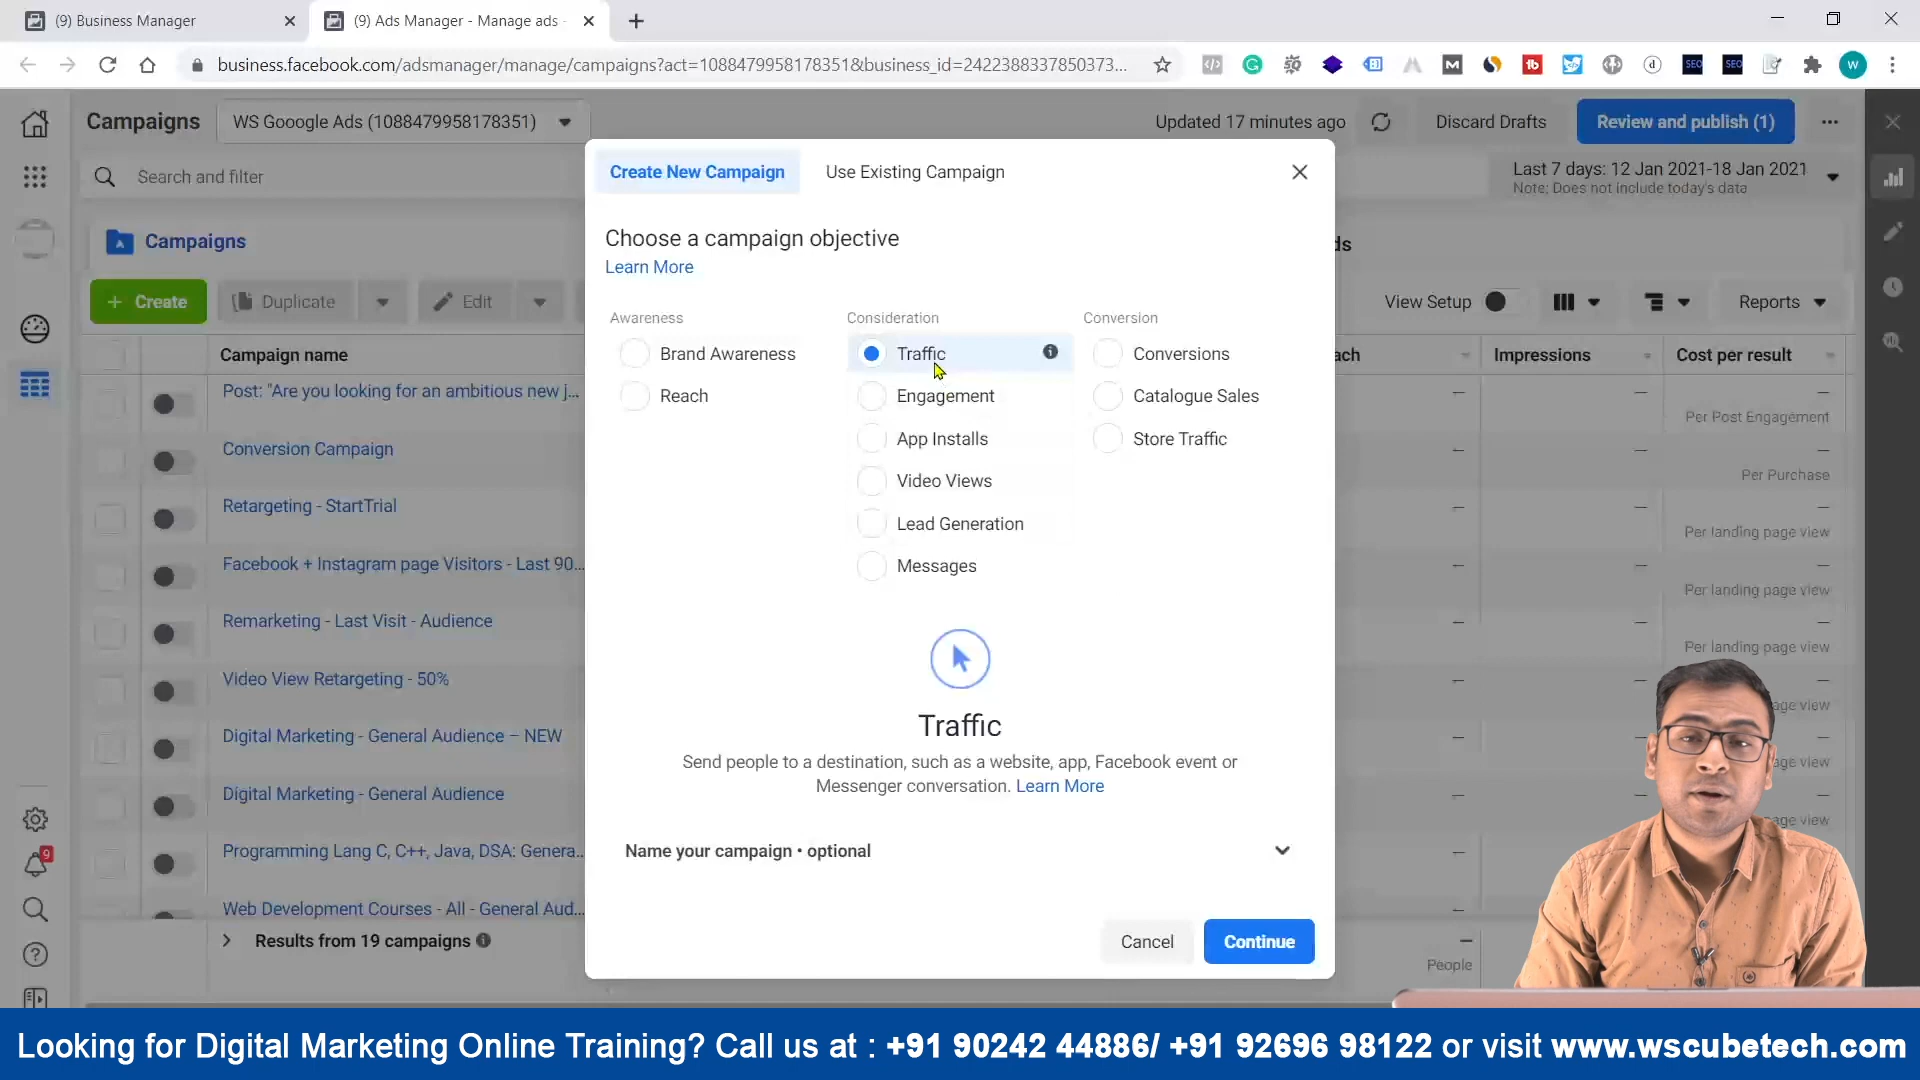 (9) Business Manager
(9) Ads Manager - Manage ads -
business.facebook.com/adsmanager/manage/campaigns?act=1088479958178351&business_id=2422388337850373...
Campaigns
WS Gooogle Ads (1088479958178351)
Updated 17 minutes ago
Discard Drafts
Review and publish (1)
Search and filter
Last 7 days: 12 Jan 2021-18 Jan 2021
Note: Does not include today's data
Create New Campaign
Use Existing Campaign
Campaigns
ds
Choose a campaign objective
Learn More
+ Create
Duplicate
Edit
View Setup
Reports
Awareness
Consideration
Conversion
Brand Awareness
Reach
Traffic
Engagement
App Installs
Video Views
Lead Generation
Messages
Conversions
Catalogue Sales
Store Traffic
Campaign name
ach
Impressions
Cost per result
Post: "Are you looking for an ambitious new j...
Per Post Engagement
Conversion Campaign
Per Purchase
Retargeting - StartTrial
Per landing page view
Facebook + Instagram page Visitors - Last 90...
Per landing page view
Remarketing - Last Visit - Audience
Per landing page view
Video View Retargeting - 50%
age view
Digital Marketing - General Audience – NEW
age view
Digital Marketing - General Audience
age view
Programming Lang C, C++, Java, DSA: Genera...
Web Development Courses - All - General Aud...
Results from 19 campaigns
People
9
Traffic
Send people to a destination, such as a website, app, Facebook event or
Messenger conversation. Learn More
Name your campaign • optional
Cancel
Continue
Looking for Digital Marketing Online Training? Call us at : +91 90242 44886/ +91 92696 98122 or visit www.wscubetech.com